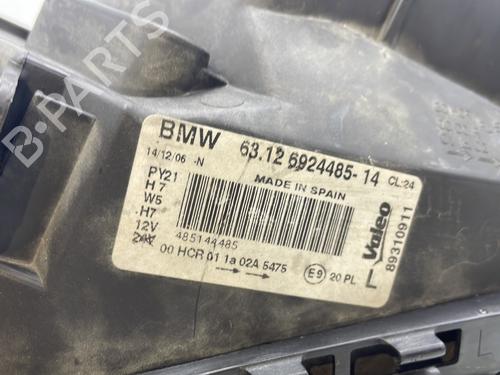 BMW 63.12 6924485-14 CL:24
14/12/06 -N MADE IN SPAIN
PY21
H7
W5
H7
12V
24V
485144485
00 HCR 01 1a 02A 5475
E9 20 PL
L Valeo
89310911
L